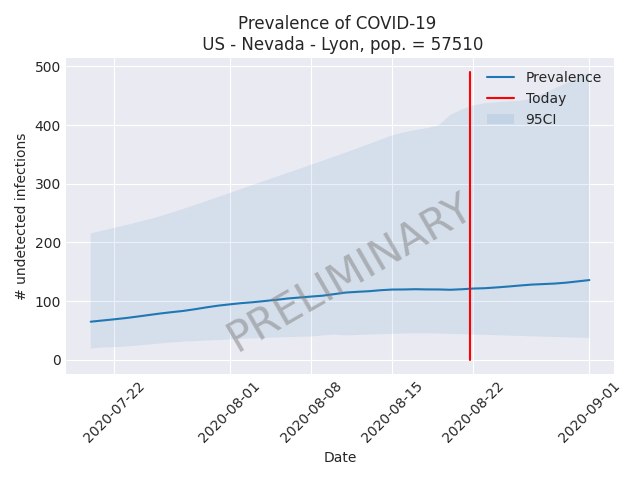 Prevalence of COVID-19
US - Nevada - Lyon, pop. = 57510
500
400
300
200
100
0
# undetected infections
Prevalence
Today
95CI
PRELIMINARY
2020-07-22
2020-08-01
2020-08-08
2020-08-15
2020-08-22
2020-09-01
Date